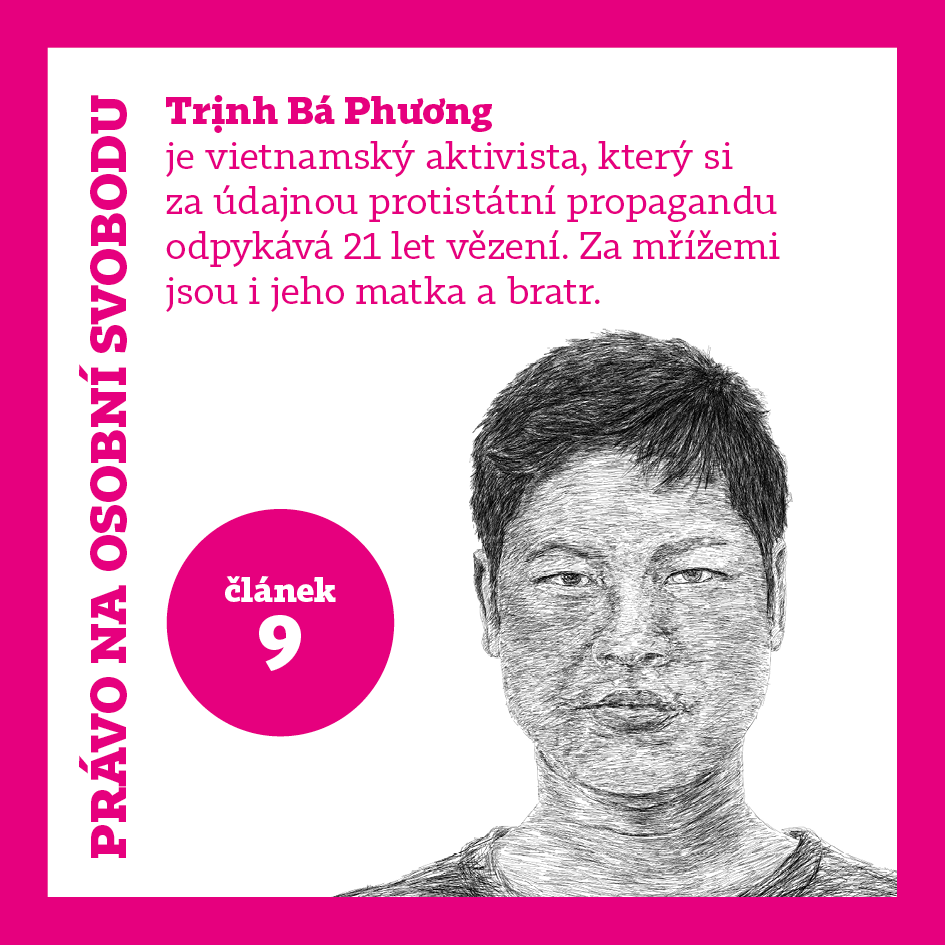 PRÁVO NA OSOBNÍ SVOBODU
Trịnh Bá Phương
je vietnamský aktivista, který si
za údajnou protistátní propagandu
odpykává 21 let vězení. Za mřížemi
jsou i jeho matka a bratr.
článek
9